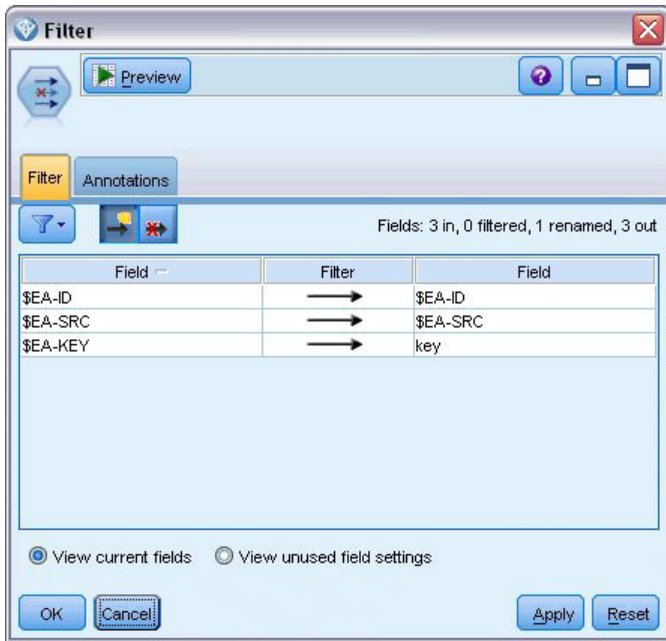 Filter
Preview
Filter
Annotations
Fields: 3 in, 0 filtered, 1 renamed, 3 out
Field Filter Field
$EA-ID $EA-ID
$EA-SRC $EA-SRC
$EA-KEY key
View current fields View unused field settings
OK Cancel Apply Reset